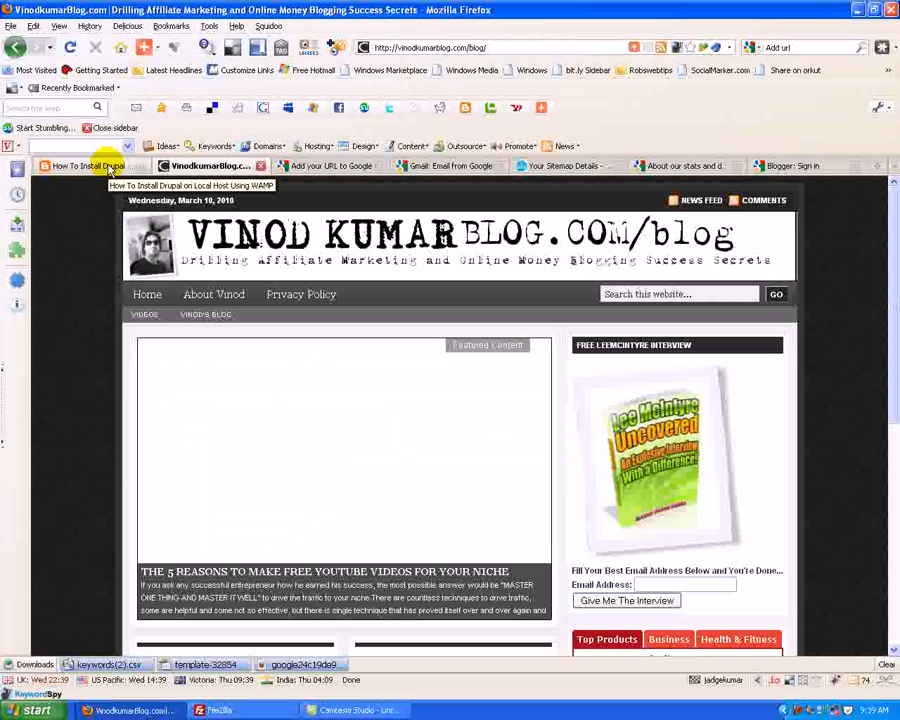 VinodkumarBlog.com | Drilling Affiliate Marketing and Online Money Blogging Success Secrets - Mozilla Firefox
File Edit View History Bookmarks Delicious Tools Help Squidoo
http://vinodkumarblog.com/blog/
Add url
Most Visited Getting Started Latest Headlines Customize Links Free Hotmail Windows Marketplace Windows Media Windows bit.ly Sidebar Robswebtips SocialMarker.com Share on orkut
Recently Bookmarked
Search the web
Start Stumbling... Close sidebar
Ideas Keywords Domains Hosting Design Content Outsource Promote News
How To Install Drupal VinodkumarBlog.c... Add your URL to Google Gmail: Email from Google Your Sitemap Details - ... About our stats and d... Blogger: Sign in
How To Install Drupal on Local Host Using WAMP
Wednesday, March 10, 2010
NEWS FEED COMMENTS
VINOD KUMARBLOG.COM/blog
Drilling Affiliate Marketing and Online Money Blogging Success Secrets
Home About Vinod Privacy Policy
Search this website... GO
VIDEOS VINOD'S BLOG
Featured Content
FREE LEEMCINTYRE INTERVIEW
Lee McIntyre
Uncovered
An Explosive Interview
With a Difference!
THE 5 REASONS TO MAKE FREE YOUTUBE VIDEOS FOR YOUR NICHE
If you ask any successful entrepreneur how he earned his success, the most possible answer would be "MASTER
ONE THING AND MASTER IT WELL" to drive the traffic to your niche.There are countless techniques to drive traffic,
some are helpful and some not so effective, but there is single technique that has proved itself over and over again and
Fill Your Best Email Address Below and You're Done...
Email Address:
Give Me The Interview
Top Products Business Health & Fitness
Downloads keywords(2).csv template-32854 google24c19de9... Clear
UK: Wed 22:39 US Pacific: Wed 14:39 Victoria: Thu 09:39 India: Thu 04:09 Done
jadgekumar
74
KeywordSpy
start VinodkumarBlog.com|... FileZilla Camtasia Studio - Unt...
9:39 AM